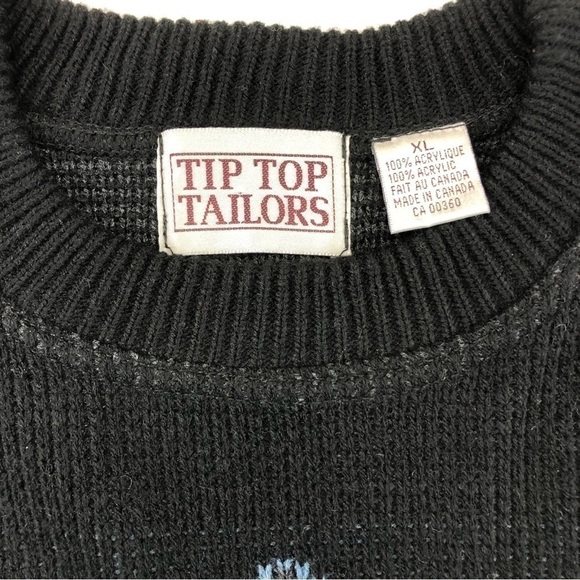 TIP TOP
TAILORS
XL
100% ACRYLIQUE
100% ACRYLIC
FAIT AU CANADA
MADE IN CANADA
CA 00360